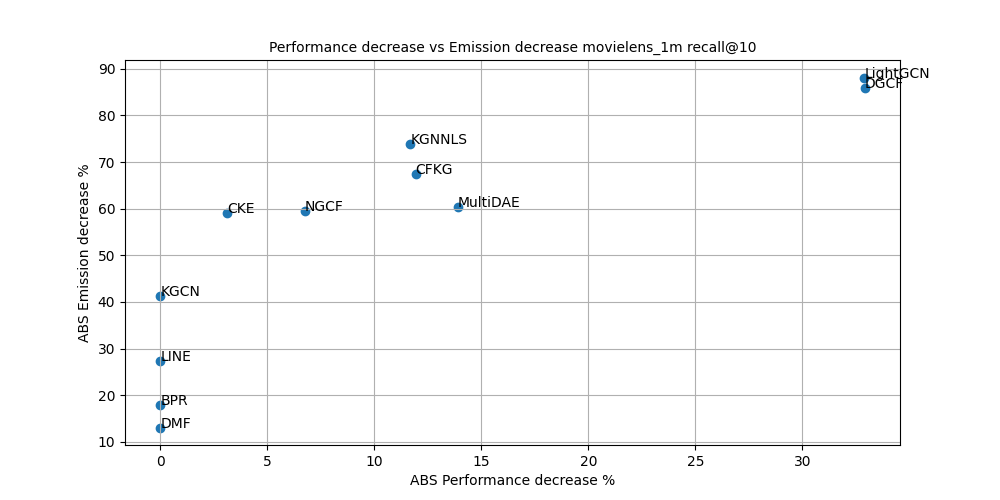 Performance decrease vs Emission decrease movielens_1m recall@10
90
80
70
60
50
40
30
20
10
ABS Emission decrease %
LightGCN
DGCF
KGNNLS
CFKG
MultiDAE
CKE
NGCF
KGCN
LINE
BPR
DMF
0
5
10
15
20
25
30
ABS Performance decrease %